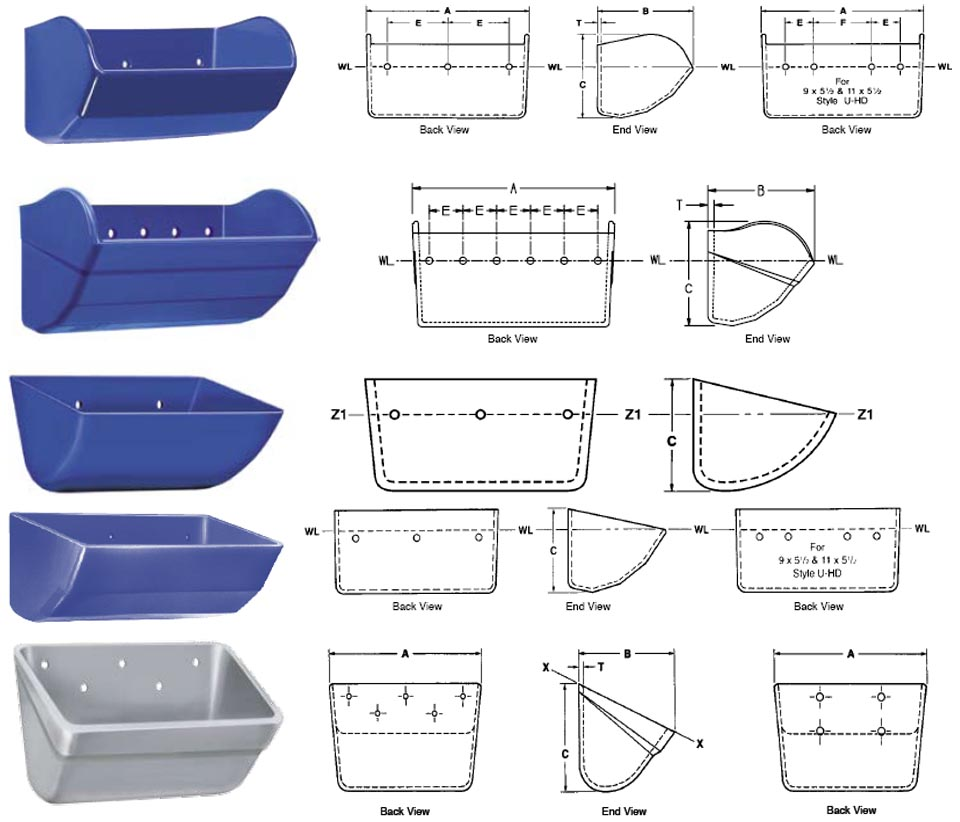 A B A
E E T E F E
WL WL WL WL
C
For
9 x 5½ & 11 x 5½
Style U-HD
Back View End View Back View
A B
E E E E E T
WL WL WL
C
Back View End View
Z1 Z1 Z1
C
WL WL WL WL
C
For
9 x 5½ & 11 x 5½
Style U-HD
Back View End View Back View
A B A
X T
C
X
Back View End View Back View